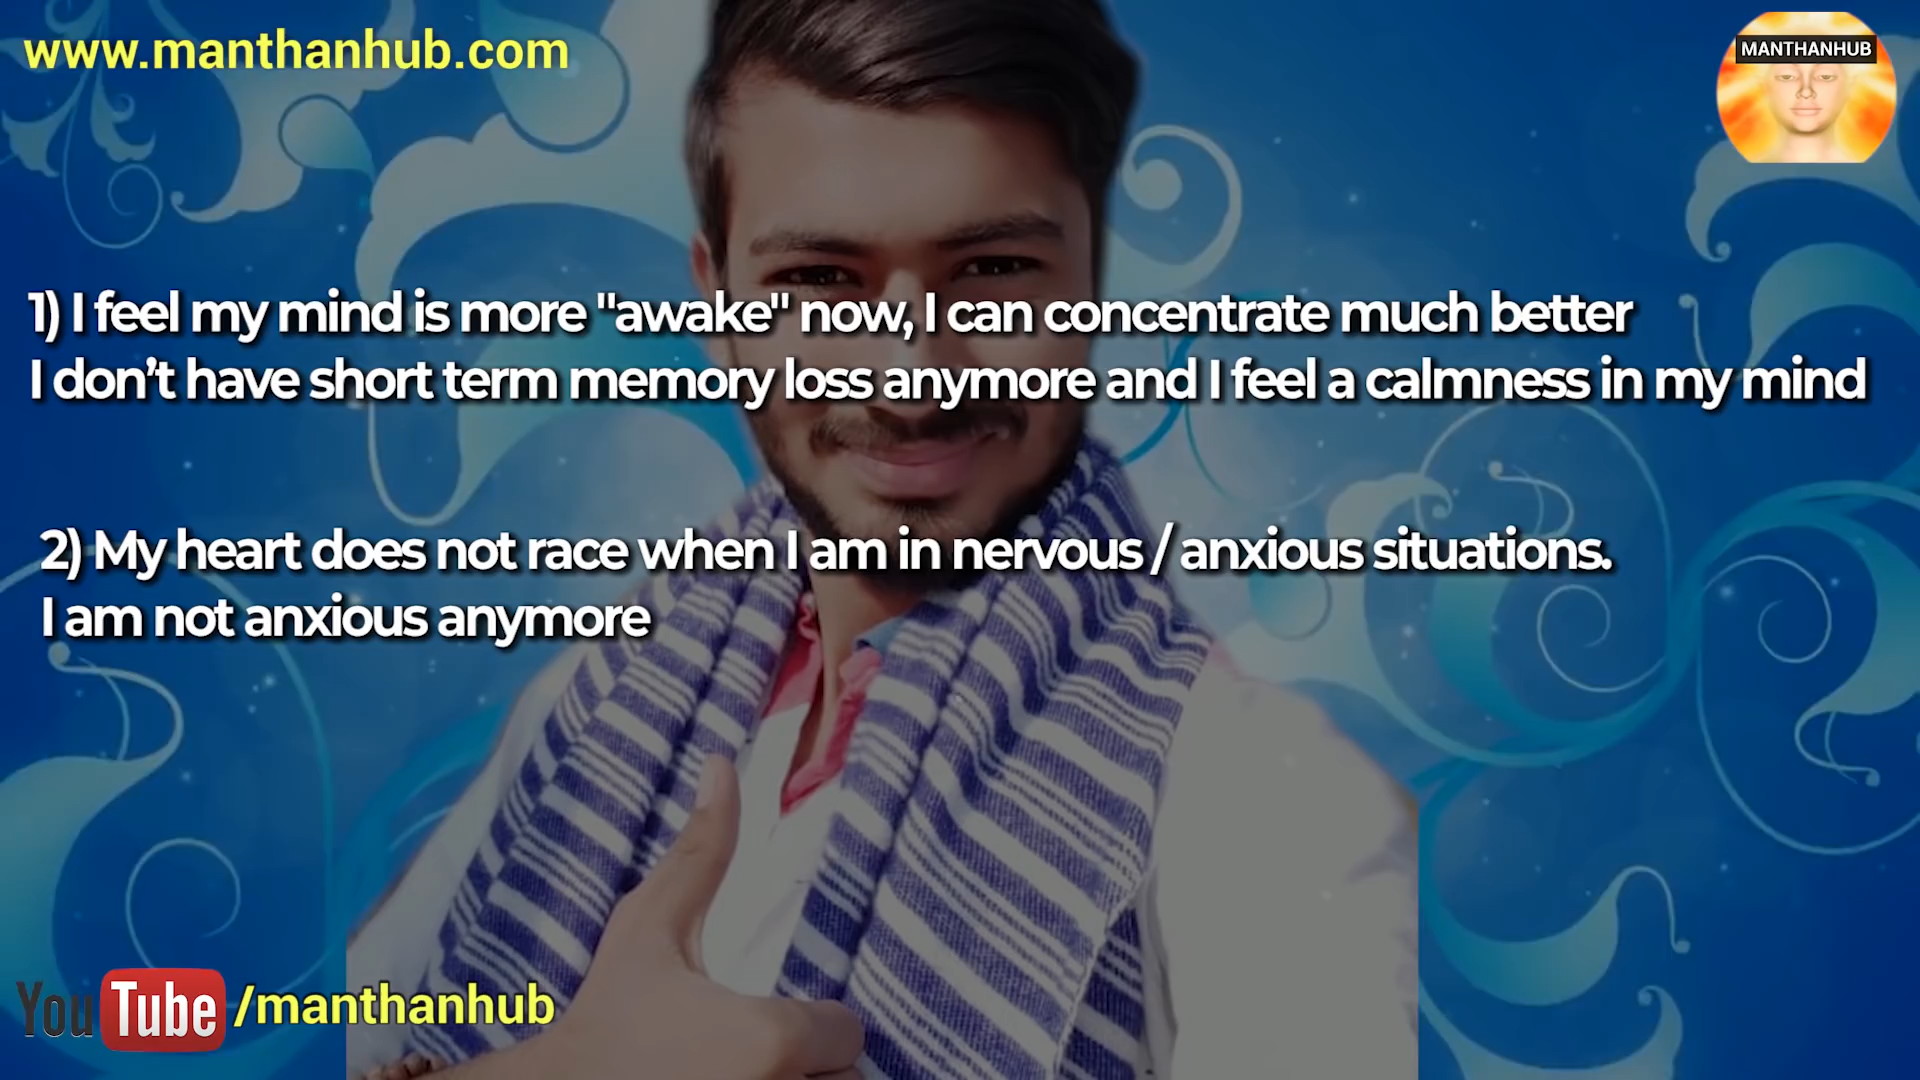 www.manthanhub.com
MANTHANHUB
1) I feel my mind is more "awake" now, I can concentrate much better
I don’t have short term memory loss anymore and I feel a calmness in my mind
2) My heart does not race when I am in nervous / anxious situations.
I am not anxious anymore
YouTube /manthanhub